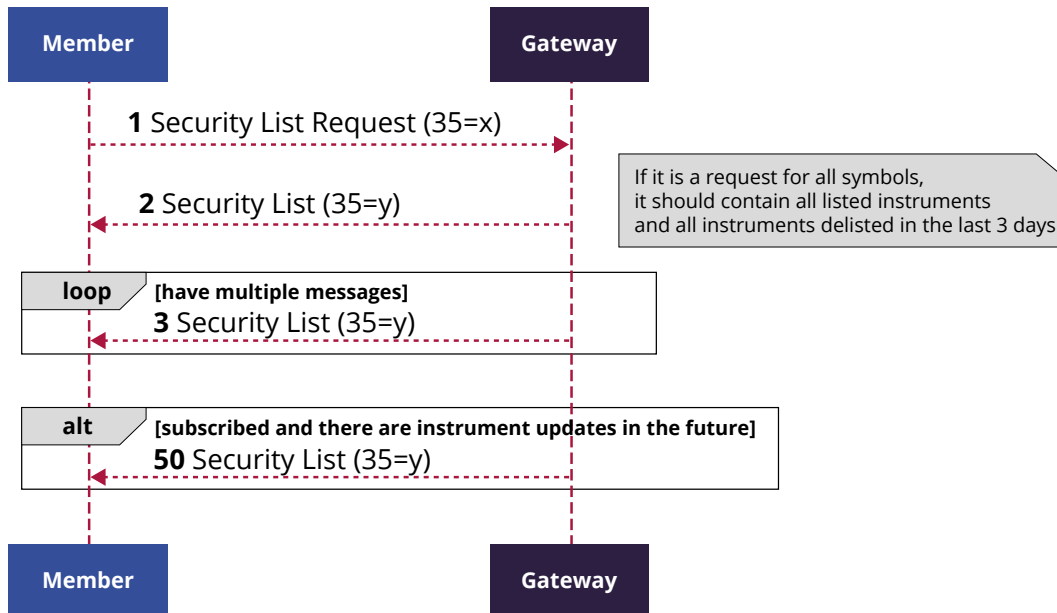 Member
Gateway
1 Security List Request (35=x)
If it is a request for all symbols,
it should contain all listed instruments
and all instruments delisted in the last 3 days
2 Security List (35=y)
loop
[have multiple messages]
3 Security List (35=y)
alt
[subscribed and there are instrument updates in the future]
50 Security List (35=y)
Member
Gateway